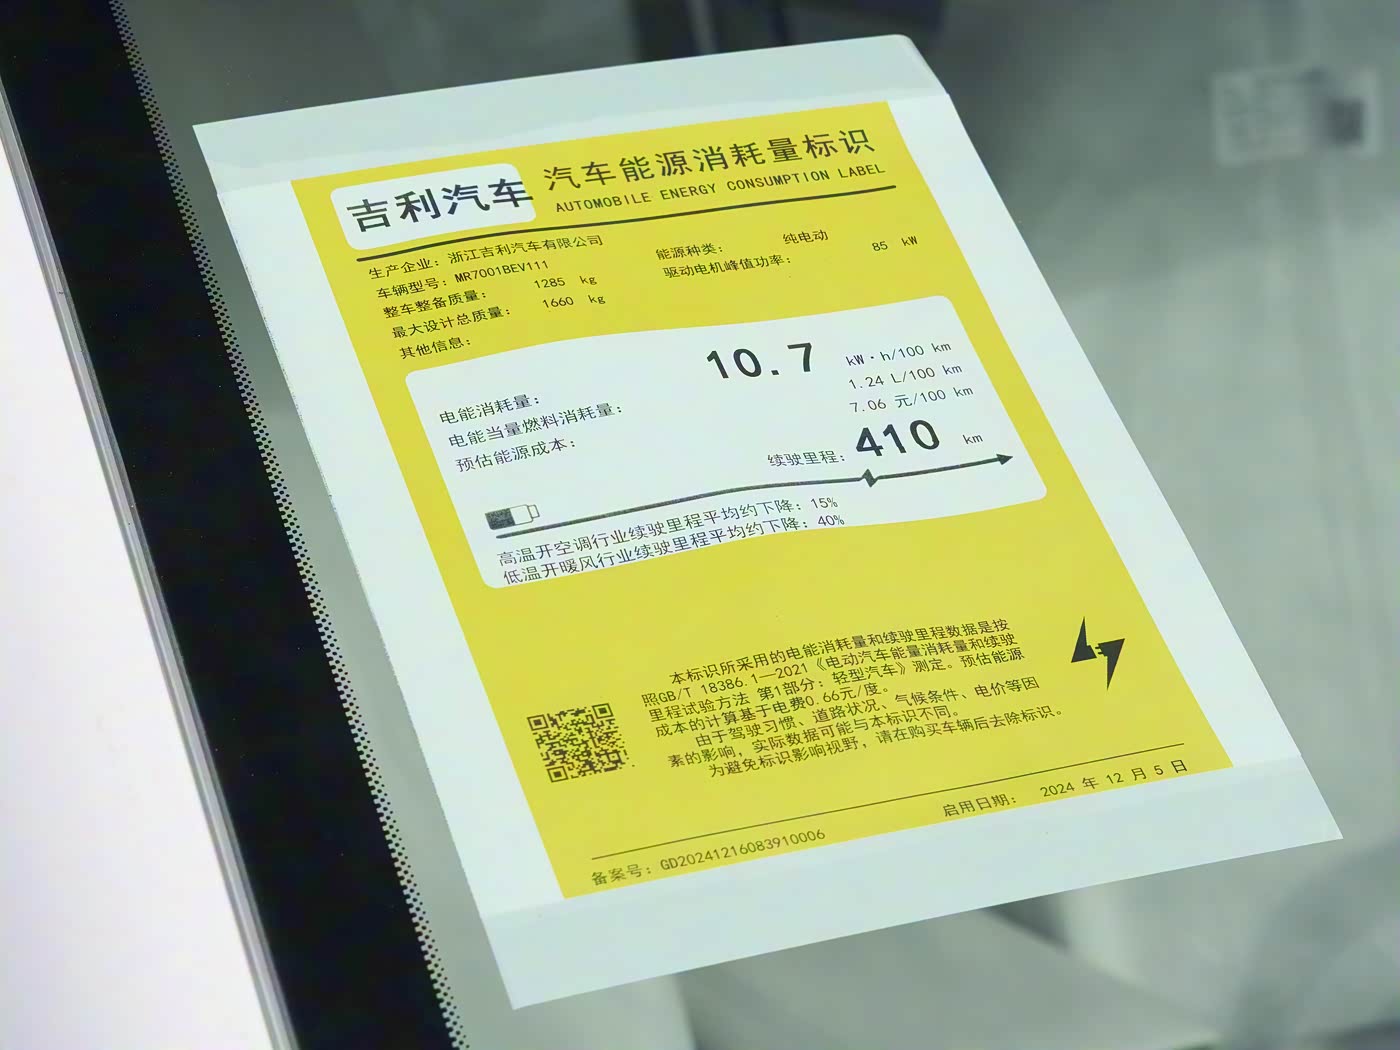 吉利汽车
汽车能源消耗量标识
AUTOMOBILE ENERGY CONSUMPTION LABEL
生产企业：浙江吉利汽车有限公司
车辆型号：MR7001BEV111
整车整备质量： 1285 kg
最大设计总质量： 1660 kg
其他信息：
能源种类： 纯电动
驱动电机峰值功率： 85 kW
电能消耗量： 10.7 kW·h/100 km
电能当量燃料消耗量： 1.24 L/100 km
预估能源成本： 7.06 元/100 km
续驶里程： 410 km
高温开空调行业续驶里程平均约下降：15%
低温开暖风行业续驶里程平均约下降：40%
本标识所采用的电能消耗量和续驶里程数据是按
照GB/T 18386.1—2021《电动汽车能量消耗量和续驶
里程试验方法 第1部分：轻型汽车》测定。预估能源
成本的计算基于电费0.66元/度。
由于驾驶习惯、道路状况、气候条件、电价等因
素的影响，实际数据可能与本标识不同。
为避免标识影响视野，请在购买车辆后去除标识。
备案号：GD20241216083910006
启用日期： 2024 年 12 月 5 日